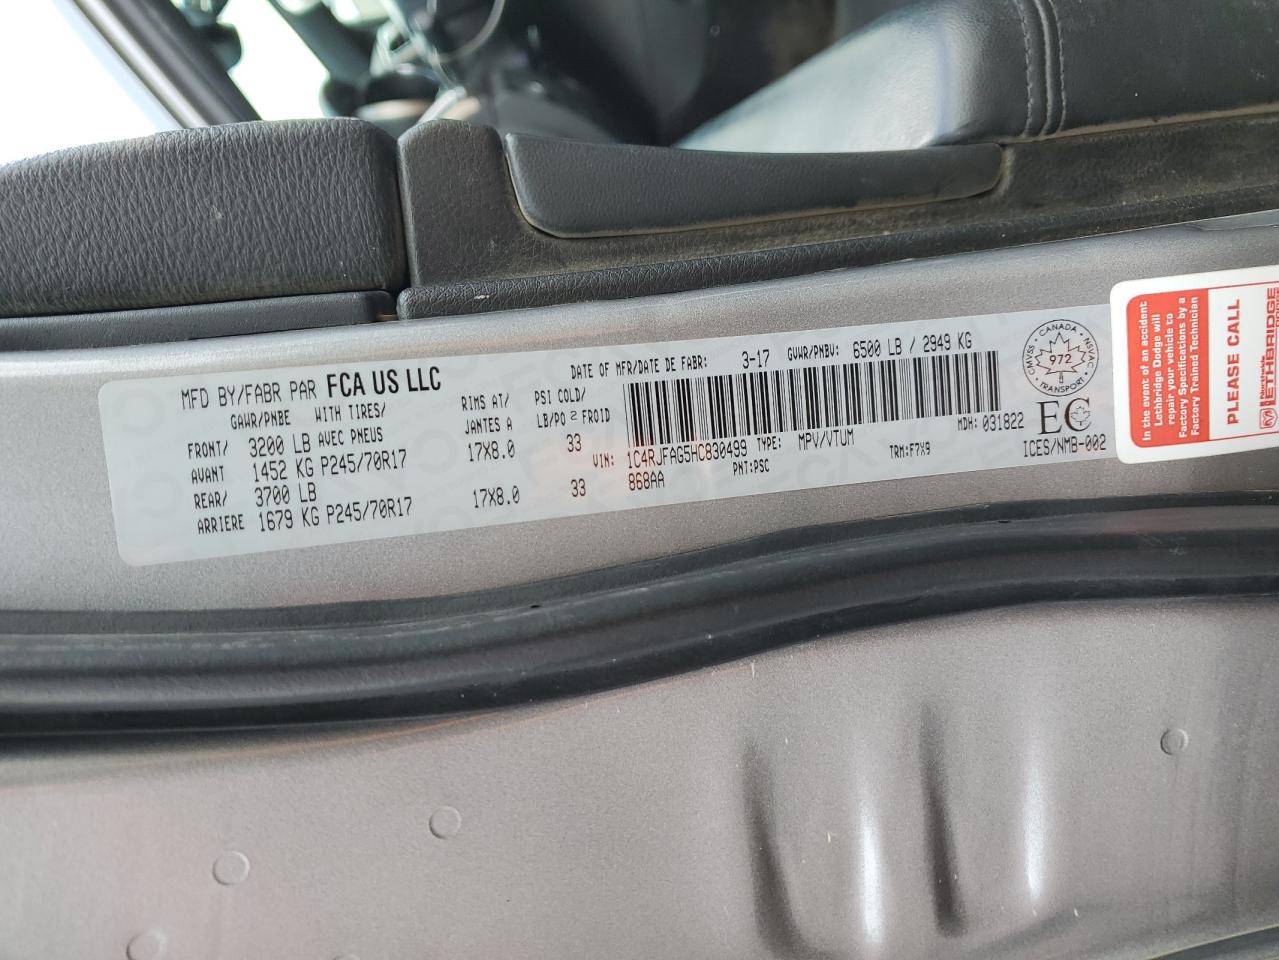 MFD BY/FABR PAR FCA US LLC
DATE OF MFR/DATE DE FABR: 3-17 GVWR/PNBV: 6500 LB / 2949 KG
GAWR/PNBE WITH TIRES/ RIMS AT/ PSI COLD/
AVEC PNEUS JANTES A LB/PO² FROID
FRONT/ 3200 LB
AVANT 1452 KG P245/70R17 17X8.0 33
REAR/ 3700 LB
ARRIERE 1679 KG P245/70R17 17X8.0 33
VIN: 1C4RJFAG5HC830499 TYPE: MPV/VTUM MDH: 031822
868AA PNT:PSC TRM:F7X9
CANADA
CMVSS
NSVAC
972
TRANSPORT
EC
ICES/NMB-002
In the event of an accident
Lethbridge Dodge will
repair your vehicle to
Factory Specifications by a
Factory Trained Technician
PLEASE CALL
LETHBRIDGE